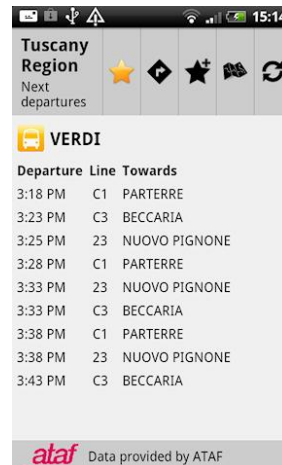 15:14
Tuscany
Region
Next
departures
VERDI
Departure Line Towards
3:18 PM C1 PARTERRE
3:23 PM C3 BECCARIA
3:25 PM 23 NUOVO PIGNONE
3:28 PM C1 PARTERRE
3:33 PM 23 NUOVO PIGNONE
3:33 PM C3 BECCARIA
3:38 PM C1 PARTERRE
3:38 PM 23 NUOVO PIGNONE
3:43 PM C3 BECCARIA
ataf Data provided by ATAF